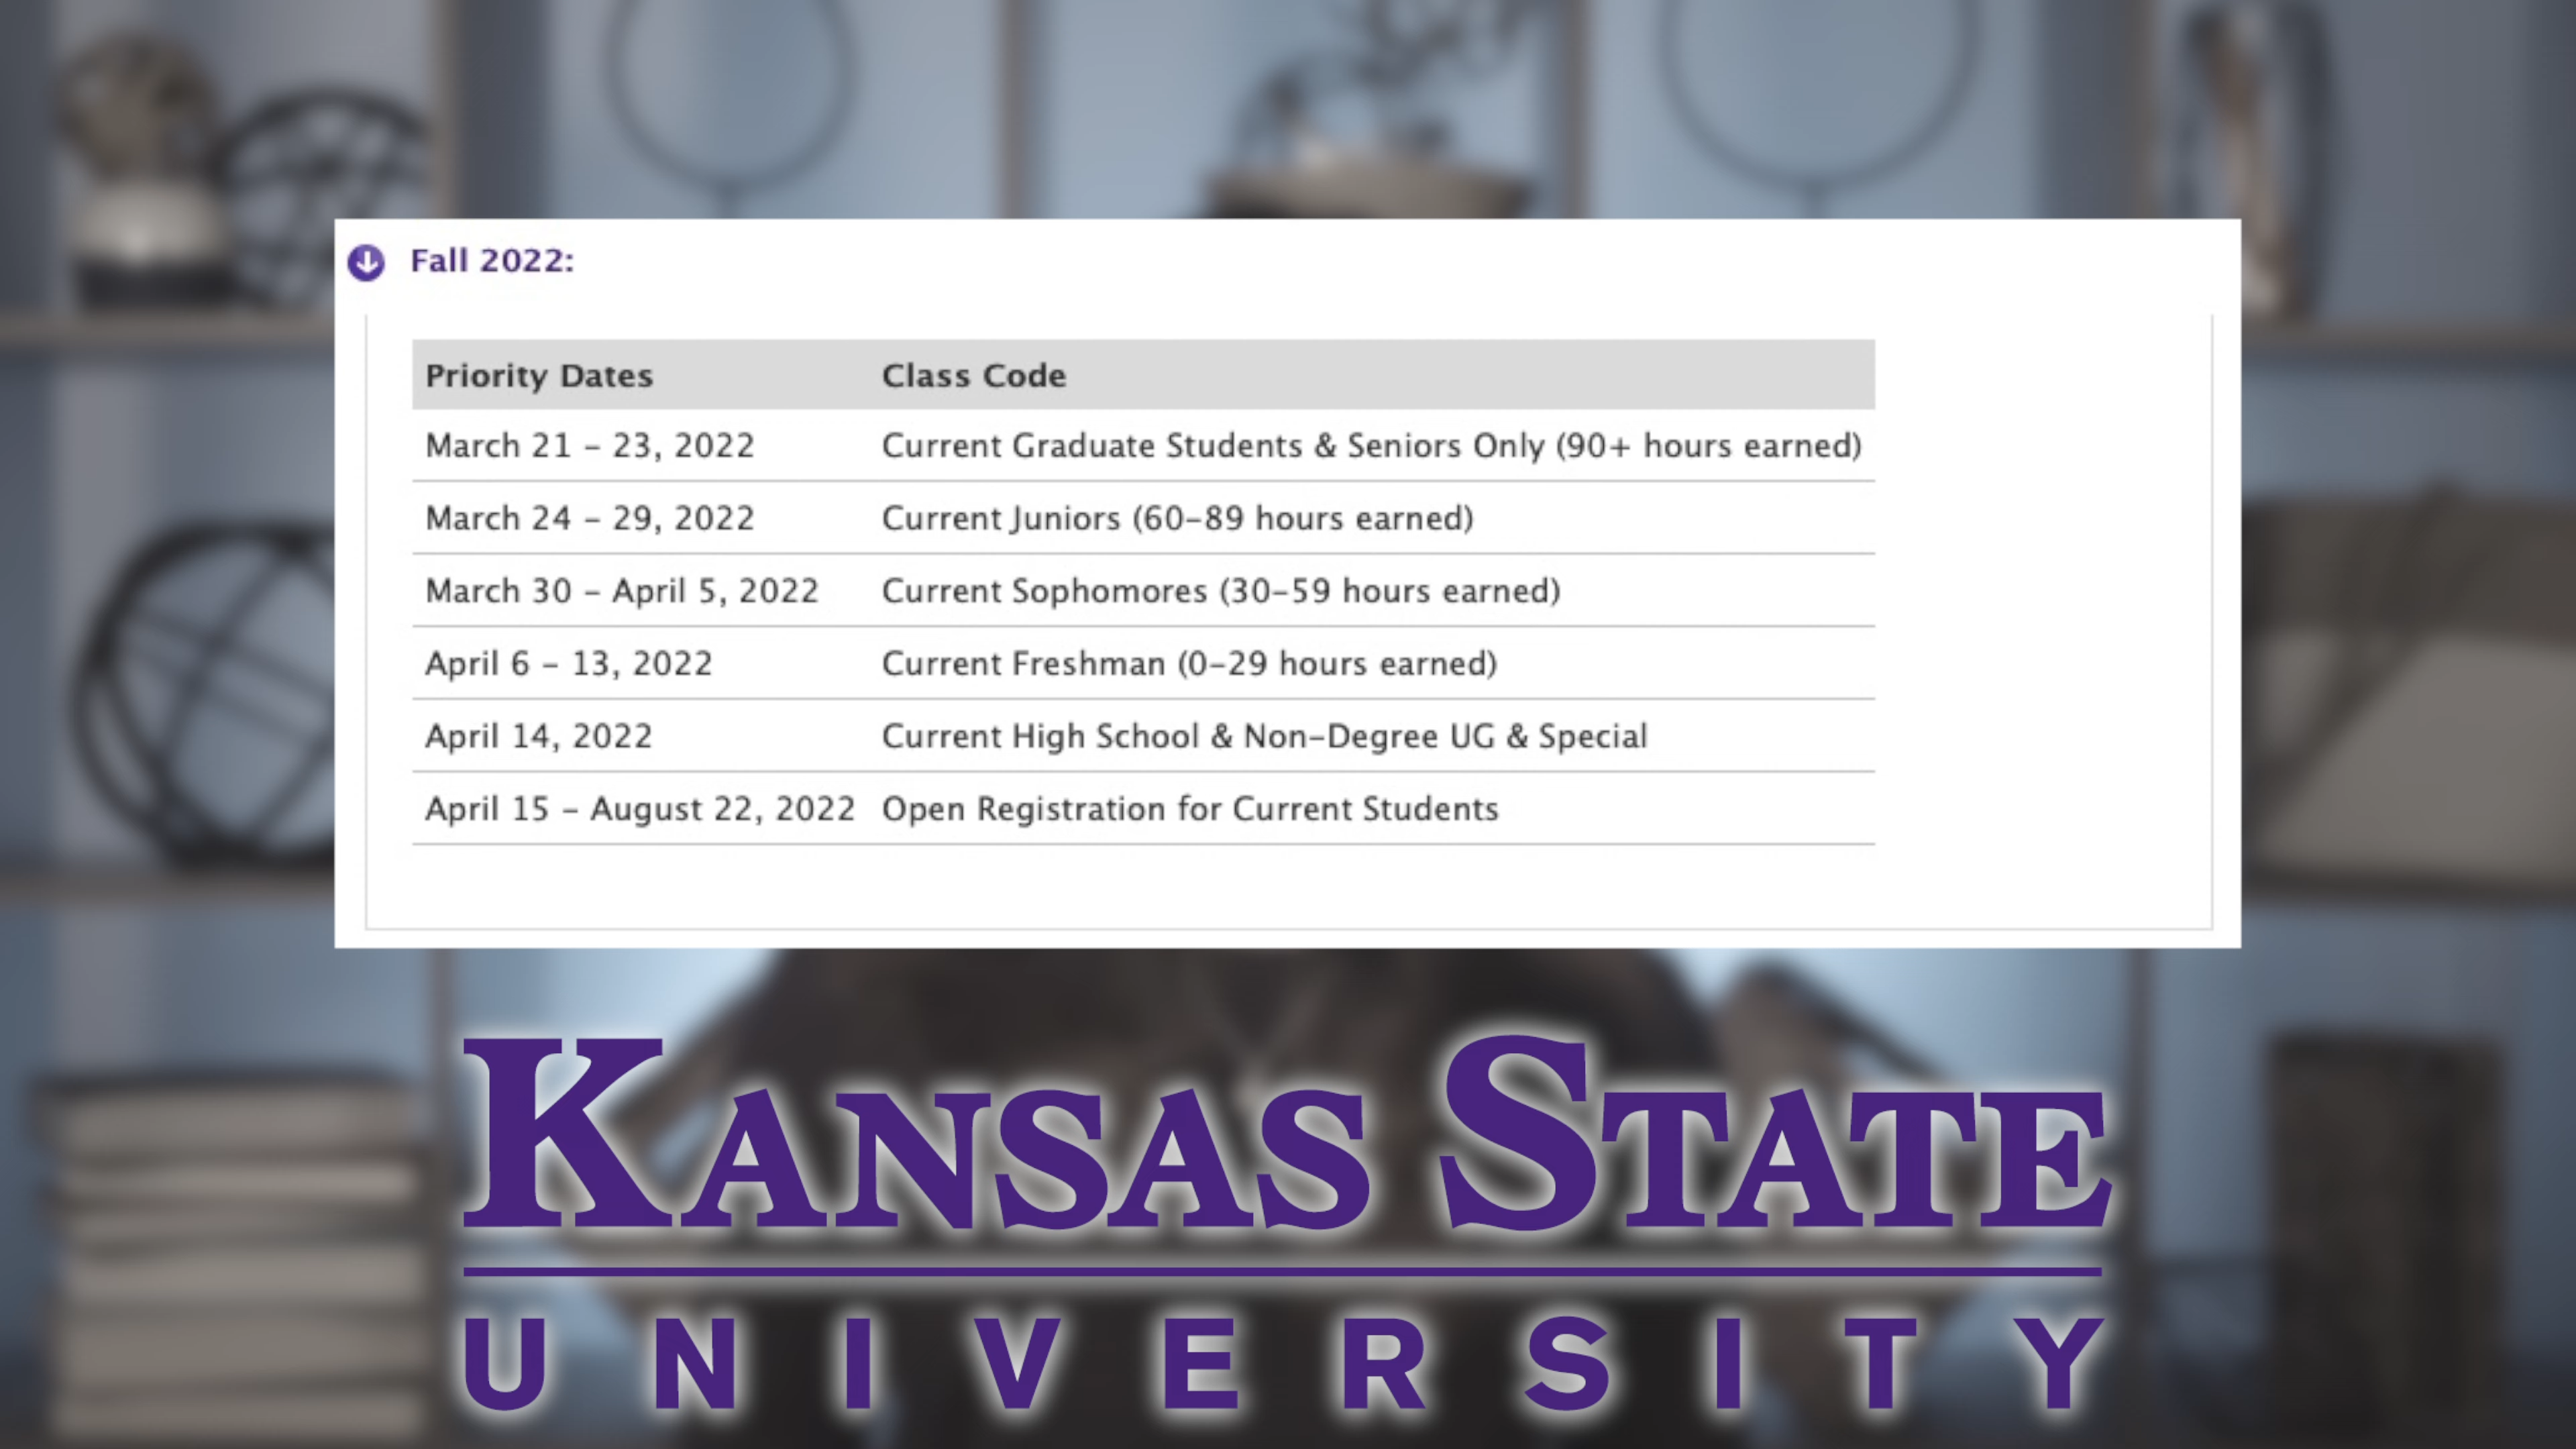 Fall 2022:
Priority Dates Class Code
March 21 – 23, 2022 Current Graduate Students & Seniors Only (90+ hours earned)
March 24 – 29, 2022 Current Juniors (60–89 hours earned)
March 30 – April 5, 2022 Current Sophomores (30–59 hours earned)
April 6 – 13, 2022 Current Freshman (0–29 hours earned)
April 14, 2022 Current High School & Non–Degree UG & Special
April 15 – August 22, 2022 Open Registration for Current Students
KANSAS STATE
UNIVERSITY